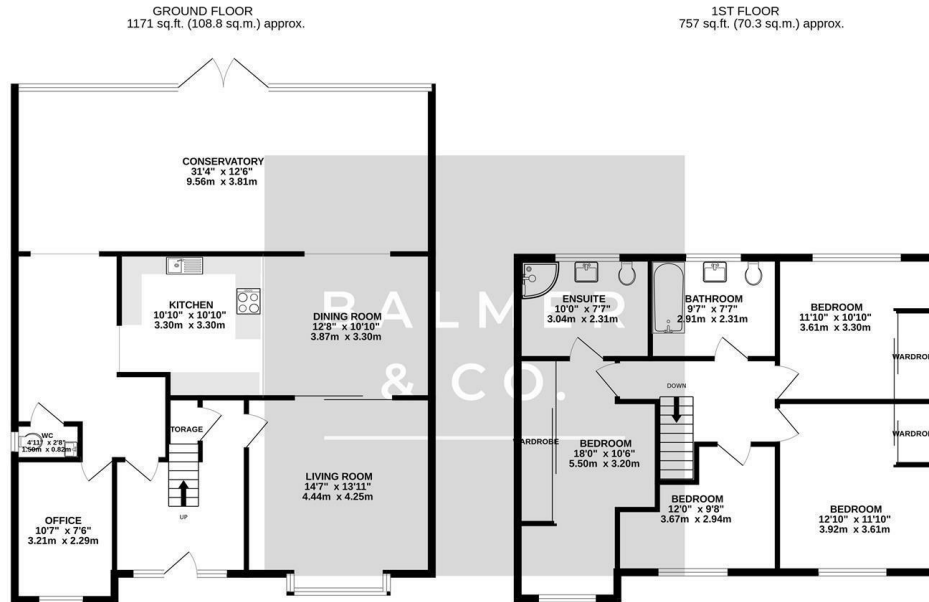 GROUND FLOOR
1171 sq.ft. (108.8 sq.m.) approx.
1ST FLOOR
757 sq.ft. (70.3 sq.m.) approx.
CONSERVATORY
31'4" x 12'6"
9.56m x 3.81m
KITCHEN
10'10" x 10'10"
3.30m x 3.30m
DINING ROOM
12'8" x 10'10"
3.87m x 3.30m
WC
4'11" x 2'8"
1.50m x 0.82m
TORAGE
UP
LIVING ROOM
14'7" x 13'11"
4.44m x 4.25m
OFFICE
10'7" x 7'6"
3.21m x 2.29m
BALMER
& CO.
ENSUITE
10'0" x 7'7"
3.04m x 2.31m
BATHROOM
9'7" x 7'7"
2.91m x 2.31m
BEDROOM
11'10" x 10'10"
3.61m x 3.30m
WARDROBE
DOWN
WARDROBE
BEDROOM
18'0" x 10'6"
5.50m x 3.20m
WARDROBE
BEDROOM
12'0" x 9'8"
3.67m x 2.94m
BEDROOM
12'10" x 11'10"
3.92m x 3.61m